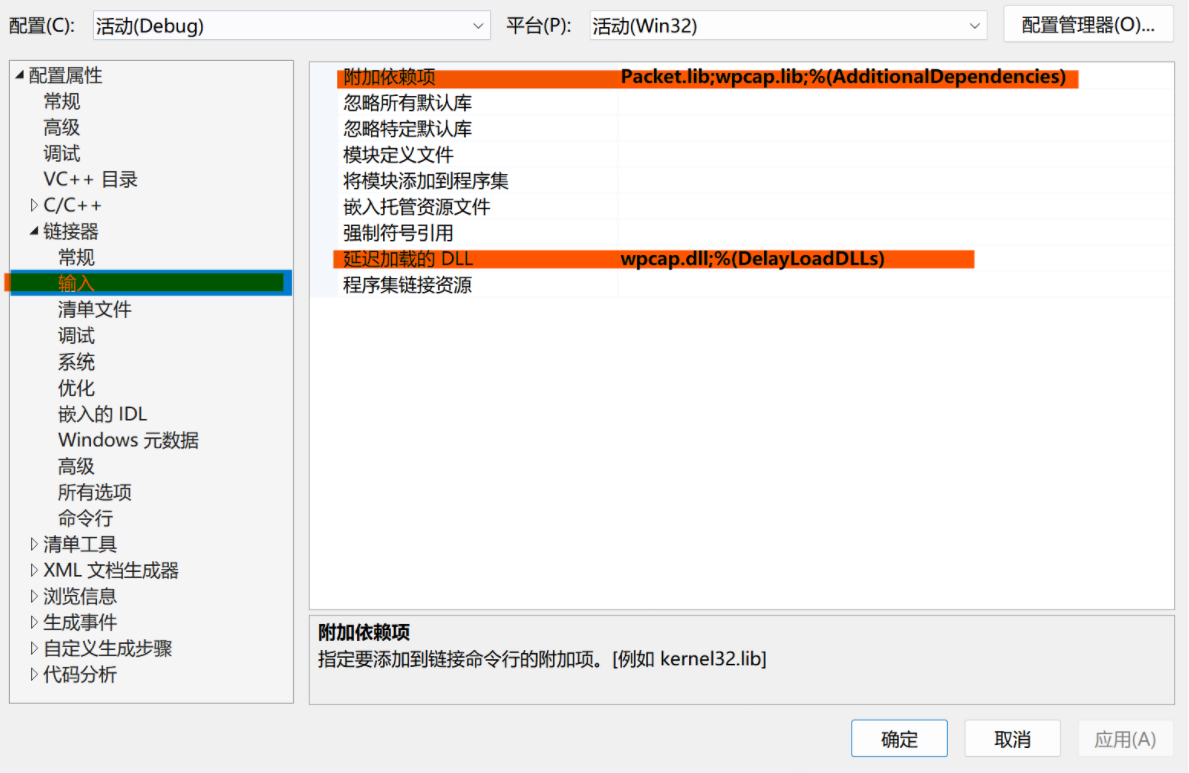 配置(C): 活动(Debug) 平台(P): 活动(Win32) 配置管理器(O)...
配置属性
常规
高级
调试
VC++ 目录
C/C++
链接器
常规
输入
清单文件
调试
系统
优化
嵌入的 IDL
Windows 元数据
高级
所有选项
命令行
清单工具
XML 文档生成器
浏览信息
生成事件
自定义生成步骤
代码分析
附加依赖项 Packet.lib;wpcap.lib;%(AdditionalDependencies)
忽略所有默认库
忽略特定默认库
模块定义文件
将模块添加到程序集
嵌入托管资源文件
强制符号引用
延迟加载的 DLL wpcap.dll;%(DelayLoadDLLs)
程序集链接资源
附加依赖项
指定要添加到链接命令行的附加项。[例如 kernel32.lib]
确定 取消 应用(A)